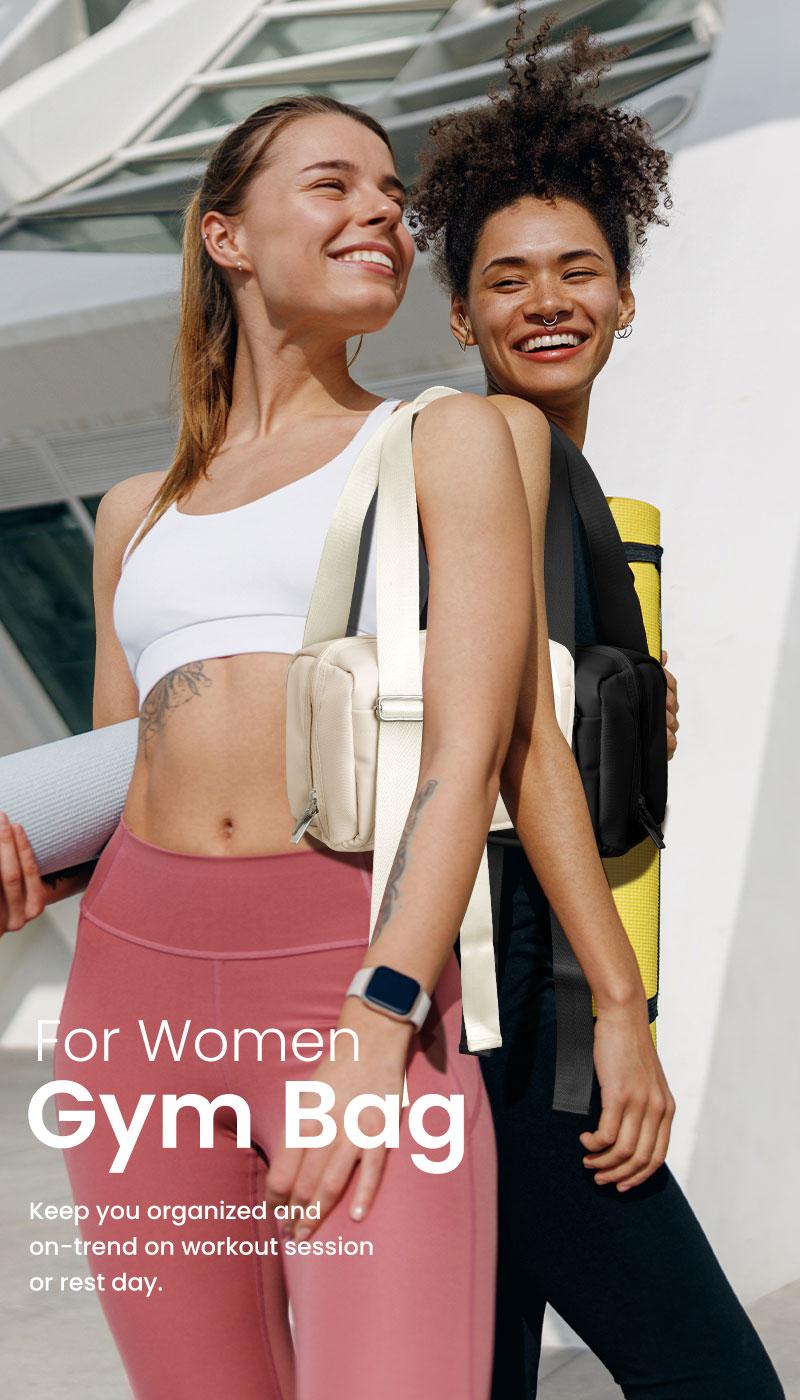 For Women
Gym Bag
Keep you organized and
on-trend on workout session
or rest day.